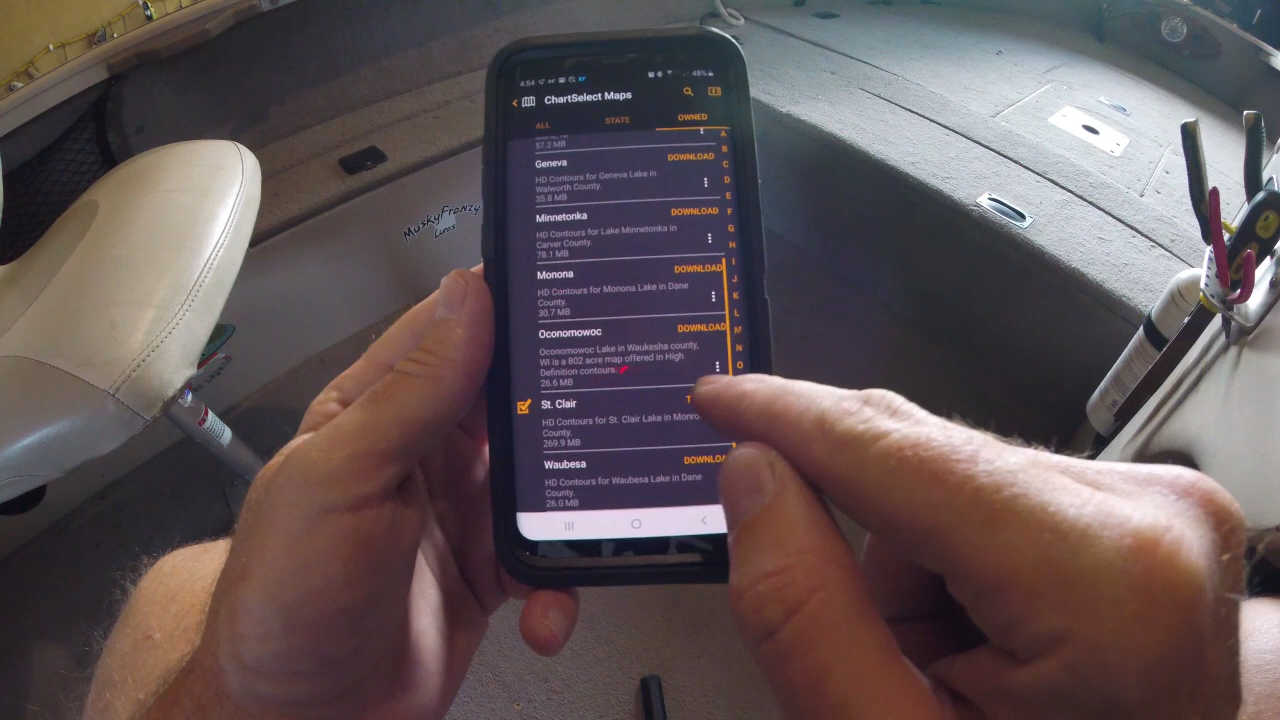 4:54
48%
ChartSelect Maps
ALL STATE OWNED
57.2 MB
Geneva DOWNLOAD
HD Contours for Geneva Lake in
Walworth County.
35.8 MB
Minnetonka DOWNLOAD
HD Contours for Lake Minnetonka in
Carver County.
78.1 MB
Monona DOWNLOAD
HD Contours for Monona Lake in Dane
County.
30.7 MB
Oconomowoc DOWNLOAD
Oconomowoc Lake in Waukesha county,
WI is a 802 acre map offered in High
Definition contours.
26.6 MB
St. Clair T
HD Contours for St. Clair Lake in Monro
County.
269.9 MB
Waubesa DOWNLOA
HD Contours for Waubesa Lake in Dane
County.
26.0 MB
A
B
C
D
E
F
G
H
I
J
K
L
M
N
O
MuskyFrenzy
Lures